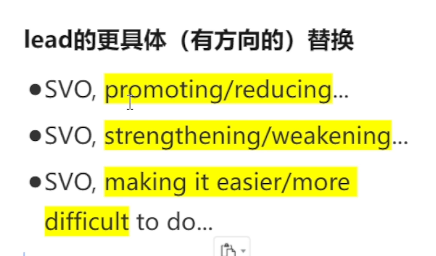 lead的更具体（有方向的）替换
●SVO, promoting/reducing...
●SVO, strengthening/weakening...
●SVO, making it easier/more
difficult to do...